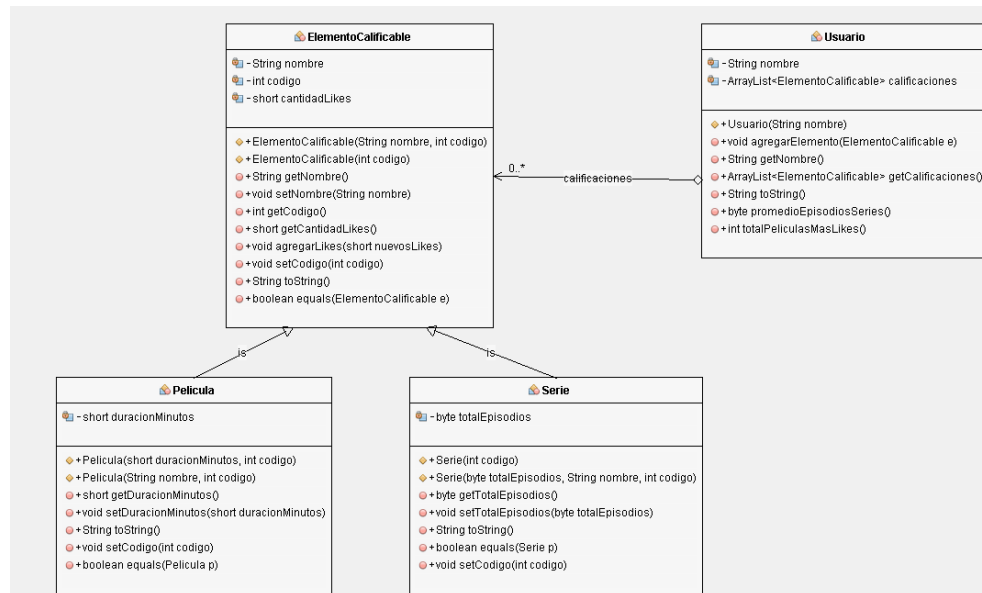 ElementoCalificable
- String nombre
- int codigo
- short cantidadLikes
+ ElementoCalificable(String nombre, int codigo)
+ ElementoCalificable(int codigo)
+ String getNombre()
+ void setNombre(String nombre)
+ int getCodigo()
+ short getCantidadLikes()
+ void agregarLikes(short nuevosLikes)
+ void setCodigo(int codigo)
+ String toString()
+ boolean equals(ElementoCalificable e)
0..*
calificaciones
Usuario
- String nombre
- ArrayList<ElementoCalificable> calificaciones
+ Usuario(String nombre)
+ void agregarElemento(ElementoCalificable e)
+ String getNombre()
+ ArrayList<ElementoCalificable> getCalificaciones()
+ String toString()
+ byte promedioEpisodiosSeries()
+ int totalPeliculasMasLikes()
is
is
Pelicula
- short duracionMinutos
+ Pelicula(short duracionMinutos, int codigo)
+ Pelicula(String nombre, int codigo)
+ short getDuracionMinutos()
+ void setDuracionMinutos(short duracionMinutos)
+ String toString()
+ void setCodigo(int codigo)
+ boolean equals(Pelicula p)
Serie
- byte totalEpisodios
+ Serie(int codigo)
+ Serie(byte totalEpisodios, String nombre, int codigo)
+ byte getTotalEpisodios()
+ void setTotalEpisodios(byte totalEpisodios)
+ String toString()
+ boolean equals(Serie p)
+ void setCodigo(int codigo)